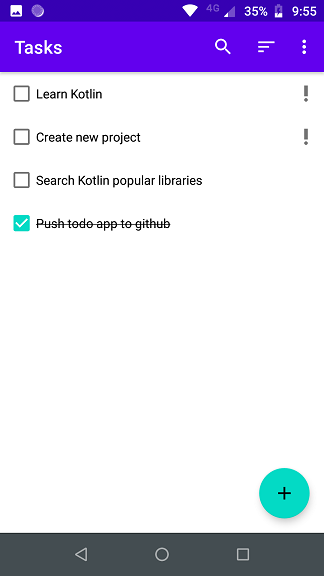 4G 35% 9:55
Tasks
Learn Kotlin
Create new project
Search Kotlin popular libraries
Push todo app to github